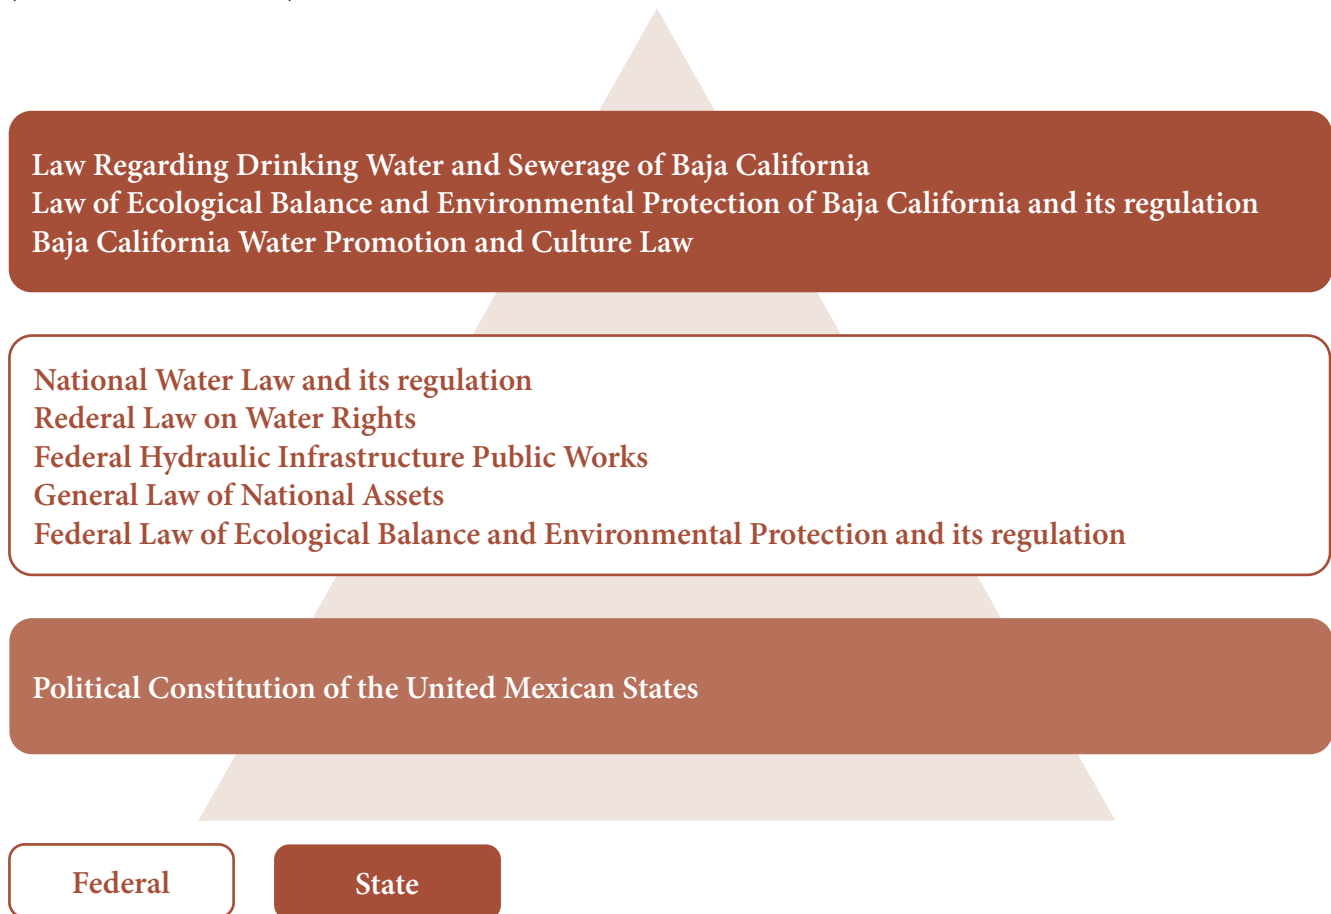 Law Regarding Drinking Water and Sewerage of Baja California
Law of Ecological Balance and Environmental Protection of Baja California and its regulation
Baja California Water Promotion and Culture Law
National Water Law and its regulation
Rederal Law on Water Rights
Federal Hydraulic Infrastructure Public Works
General Law of National Assets
Federal Law of Ecological Balance and Environmental Protection and its regulation
Political Constitution of the United Mexican States
Federal
State